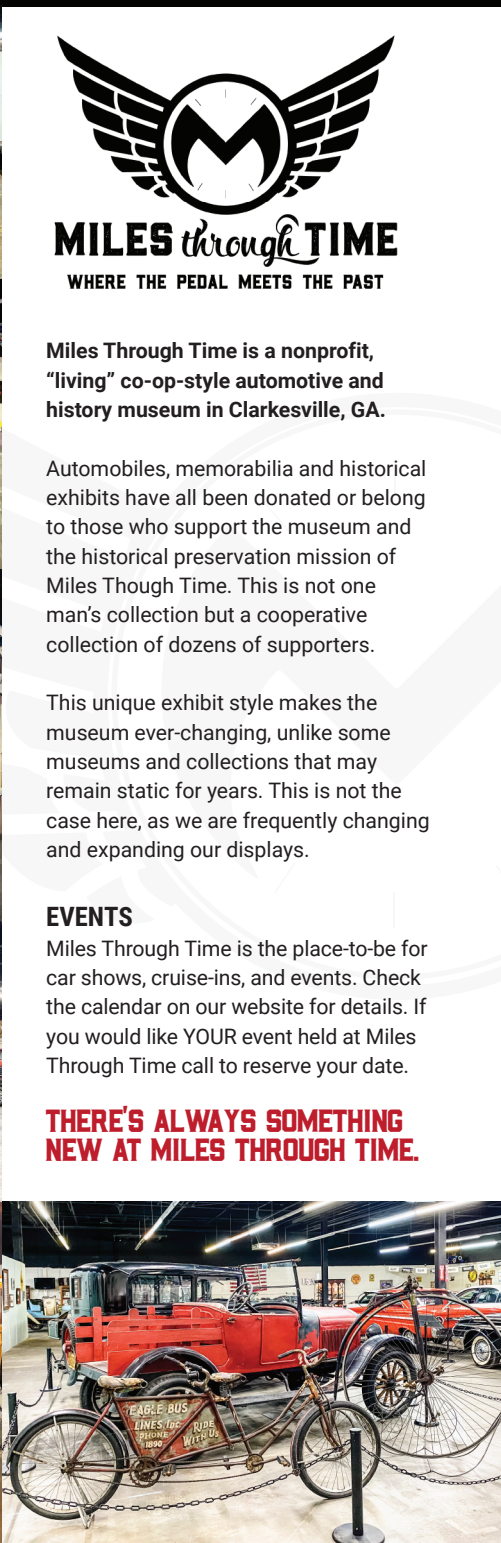 MILES through TIME
WHERE THE PEDAL MEETS THE PAST
Miles Through Time is a nonprofit,
“living” co-op-style automotive and
history museum in Clarkesville, GA.
Automobiles, memorabilia and historical
exhibits have all been donated or belong
to those who support the museum and
the historical preservation mission of
Miles Though Time. This is not one
man’s collection but a cooperative
collection of dozens of supporters.
This unique exhibit style makes the
museum ever-changing, unlike some
museums and collections that may
remain static for years. This is not the
case here, as we are frequently changing
and expanding our displays.
EVENTS
Miles Through Time is the place-to-be for
car shows, cruise-ins, and events. Check
the calendar on our website for details. If
you would like YOUR event held at Miles
Through Time call to reserve your date.
THERE'S ALWAYS SOMETHING
NEW AT MILES THROUGH TIME.
EAGLE BUS
LINES Inc
PHONE
1890
RIDE
WITH US